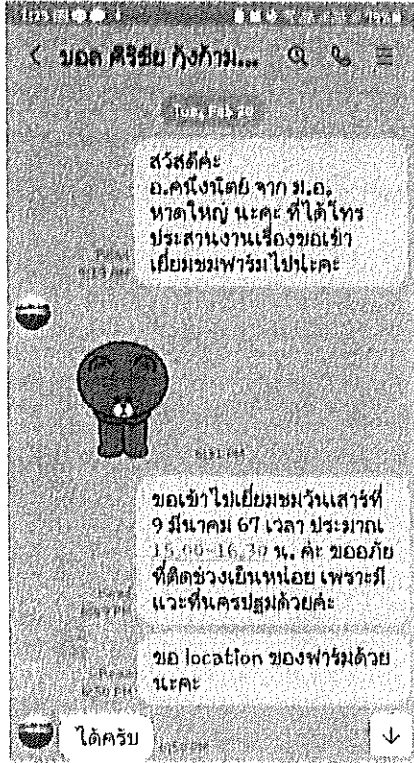 บอล ศิริชัย กุ้งก้าม...
Tue, Feb 20
สวัสดีค่ะ
อ.คนึงนิตย์ จาก ม.อ.
หาดใหญ่ นะคะ ที่ได้โทร
ประสานงานเรื่องขอเข้า
เยี่ยมชมฟาร์มไปนะคะ
Read
ขอเข้าไปเยี่ยมชมวันเสาร์ที่
9 มีนาคม 67 เวลา ประมาณ
15.00-16.30 น. ค่ะ ขออภัย
ที่ติดช่วงเย็นหน่อย เพราะมี
แวะที่นครปฐมด้วยค่ะ
Read
ขอ location ของฟาร์มด้วย
นะคะ
Read
6:50 PM
ได้ครับ